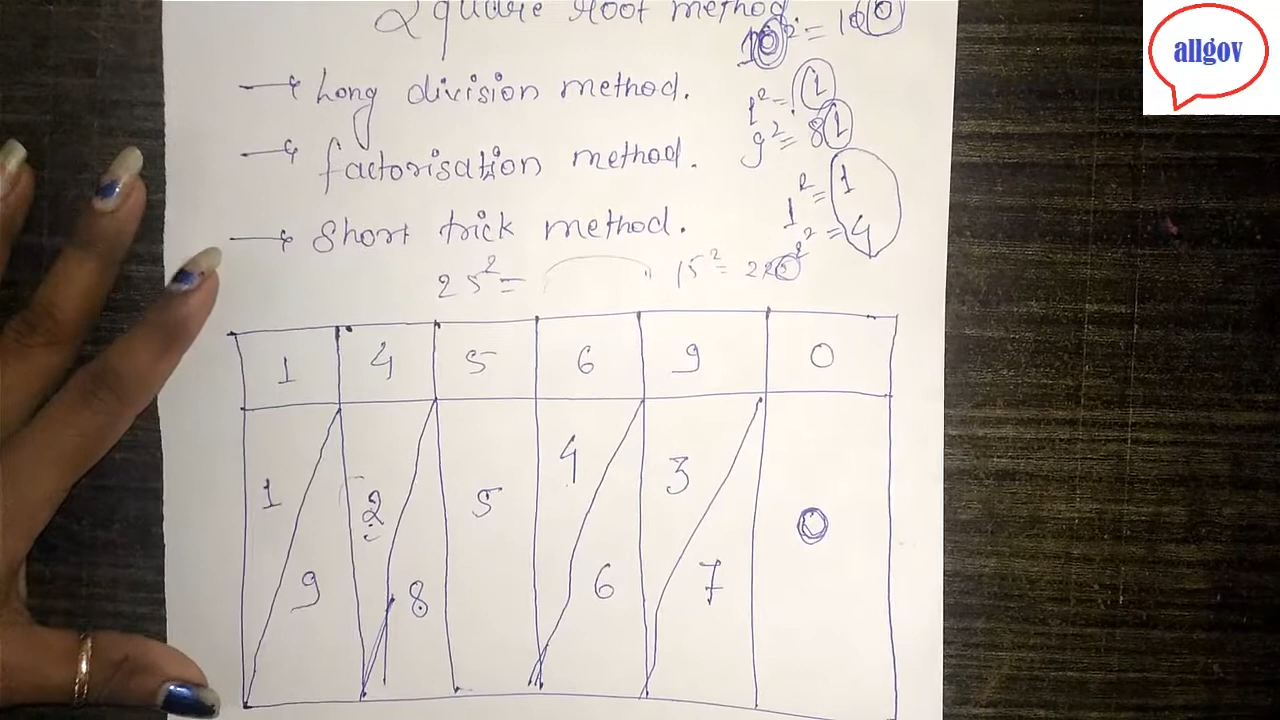 Square root method
10² = 100
→ Long division method.
1² = 1
9² = 81
→ factorisation method.
1² = 1
→ Short trick method.
² = 4
25² =
15² = 225
1 4 5 6 9 0
1 2 5 4 3 0
9 8 6 7
allgov